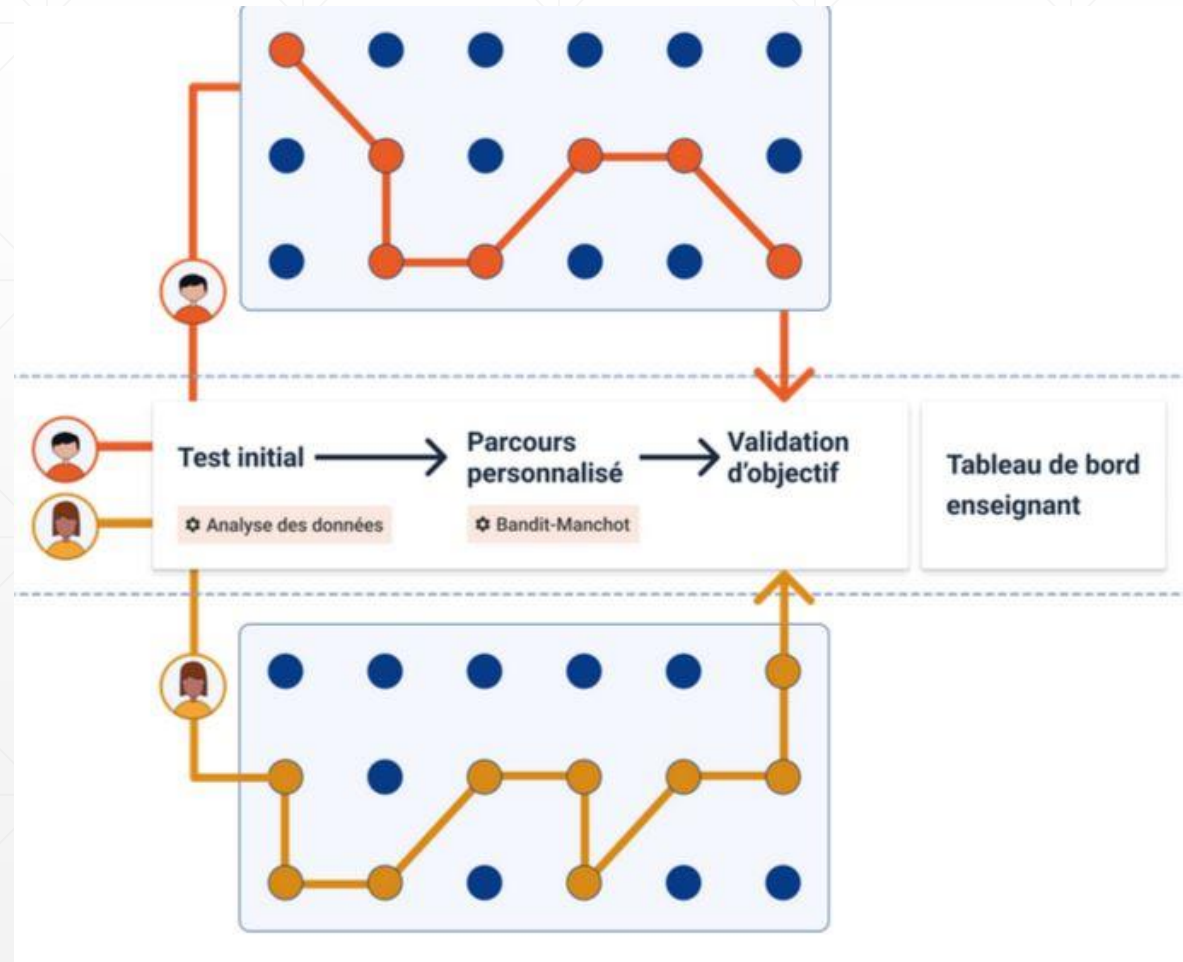 Test initial
Parcours
personnalisé
Validation
d'objectif
Analyse des données
Bandit-Manchot
Tableau de bord
enseignant